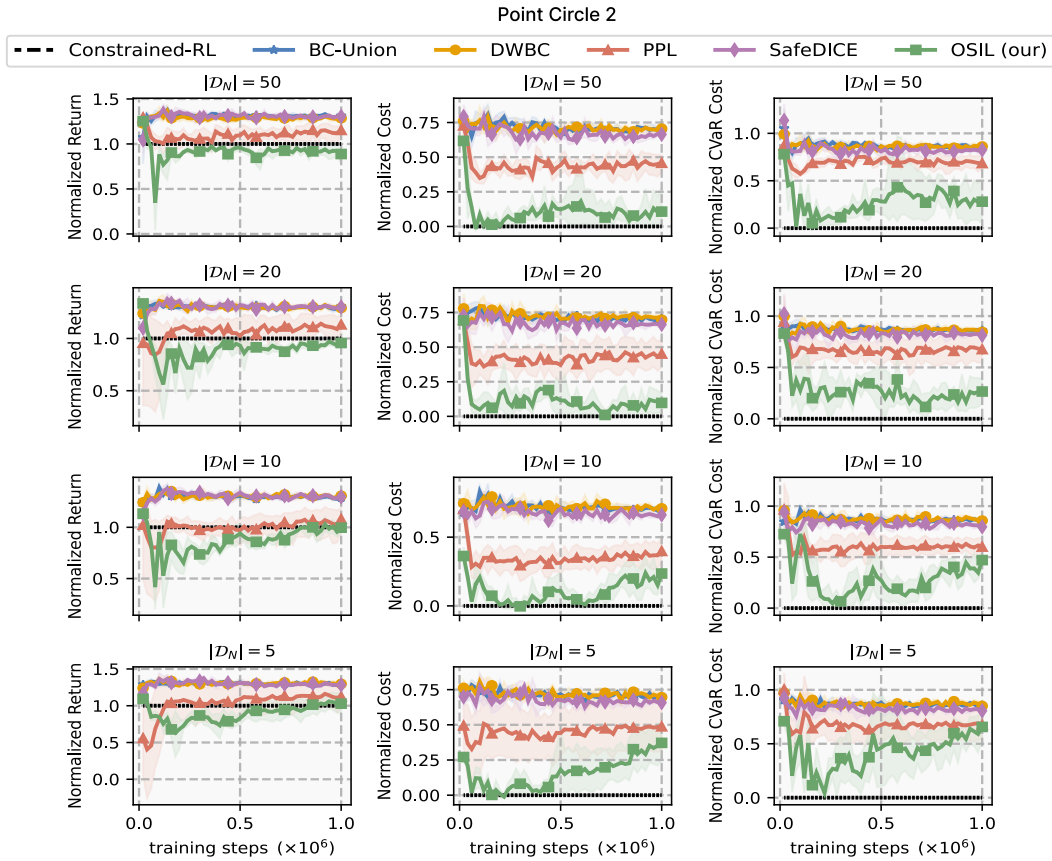 Point Circle 2
Constrained-RL BC-Union DWBC PPL SafeDICE OSIL (our)
|𝒟_N| = 50 |𝒟_N| = 50 |𝒟_N| = 50
Normalized Return 1.5 1.0 0.5 0.0
Normalized Cost 0.75 0.50 0.25 0.00
Normalized CVaR Cost 1.0 0.5 0.0
|𝒟_N| = 20 |𝒟_N| = 20 |𝒟_N| = 20
Normalized Return 1.0 0.5
Normalized Cost 0.75 0.50 0.25 0.00
Normalized CVaR Cost 1.0 0.5 0.0
|𝒟_N| = 10 |𝒟_N| = 10 |𝒟_N| = 10
Normalized Return 1.0 0.5
Normalized Cost 0.5 0.0
Normalized CVaR Cost 1.0 0.5 0.0
|𝒟_N| = 5 |𝒟_N| = 5 |𝒟_N| = 5
Normalized Return 1.5 1.0 0.5 0.0
Normalized Cost 0.75 0.50 0.25 0.00
Normalized CVaR Cost 1.0 0.5 0.0
0.0 0.5 1.0 0.0 0.5 1.0 0.0 0.5 1.0
training steps (×10⁶) training steps (×10⁶) training steps (×10⁶)